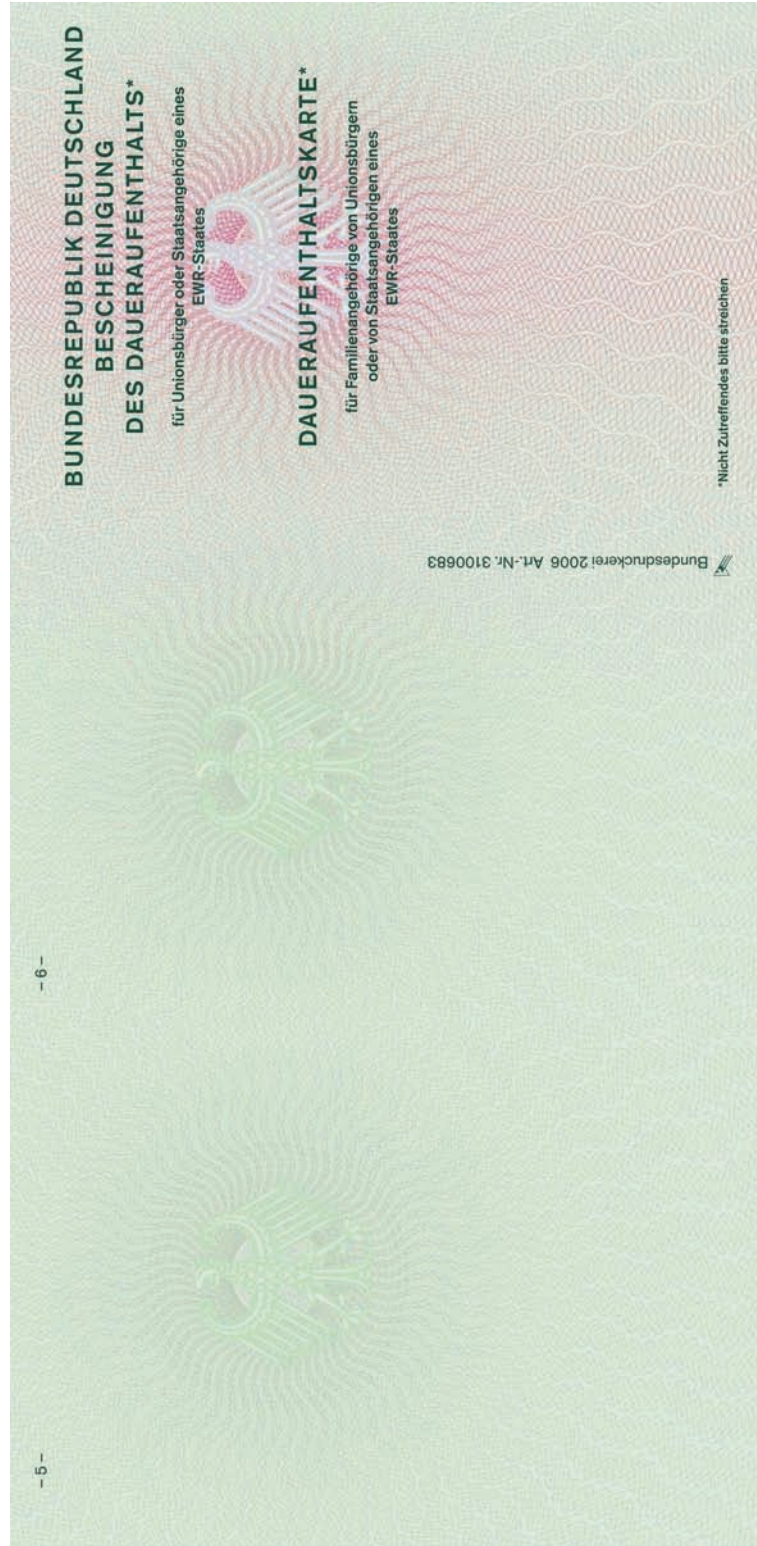 BUNDESREPUBLIK DEUTSCHLAND
BESCHEINIGUNG
DES DAUERAUFENTHALTS*
für Unionsbürger oder Staatsangehörige eines
EWR-Staates
DAUERAUFENTHALTSKARTE*
für Familienangehörige von Unionsbürgern
oder von Staatsangehörigen eines
EWR-Staates
*Nicht Zutreffendes bitte streichen
Bundesdruckerei 2006 Art.-Nr. 3100683
– 6 –
– 5 –